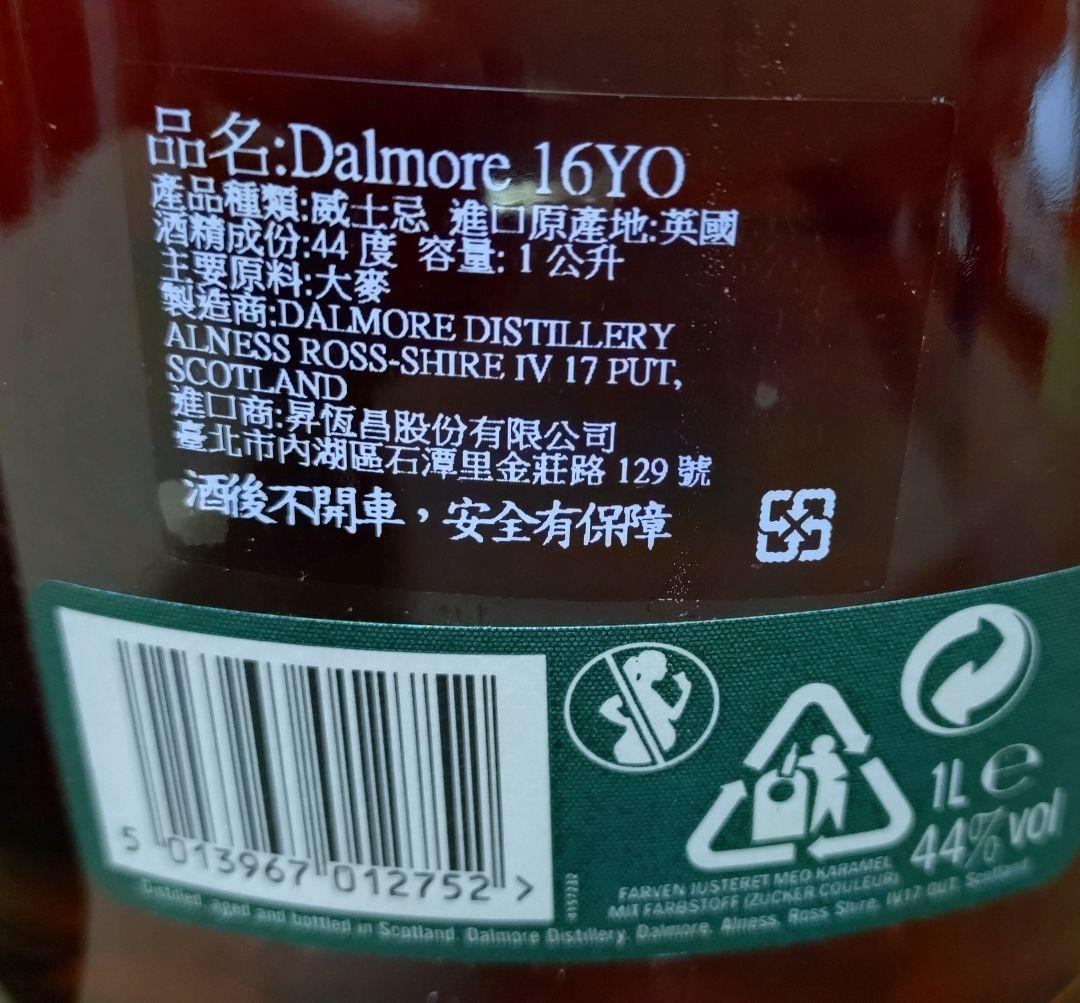 品名:Dalmore 16YO
產品種類:威士忌 進口原產地:英國
酒精成份:44 度 容量: 1 公升
主要原料:大麥
製造商:DALMORE DISTILLERY
ALNESS ROSS-SHIRE IV 17 PUT,
SCOTLAND
進口商:昇恆昌股份有限公司
臺北市內湖區石潭里金莊路 129 號
酒後不開車，安全有保障
1L e
44% vol
5 013967 012752 >
FARVEN JUSTERET MED KARAMEL
MIT FARBSTOFF (ZUCKER COULEUR)
Distilled, aged and bottled in Scotland. Dalmore Distillery, Dalmore, Alness, Ross Shire, IV17 0UT, Scotland